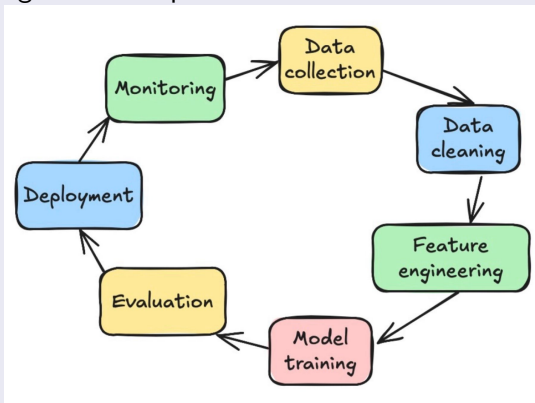 Data
collection
Monitoring
Data
cleaning
Deployment
Feature
engineering
Evaluation
Model
training